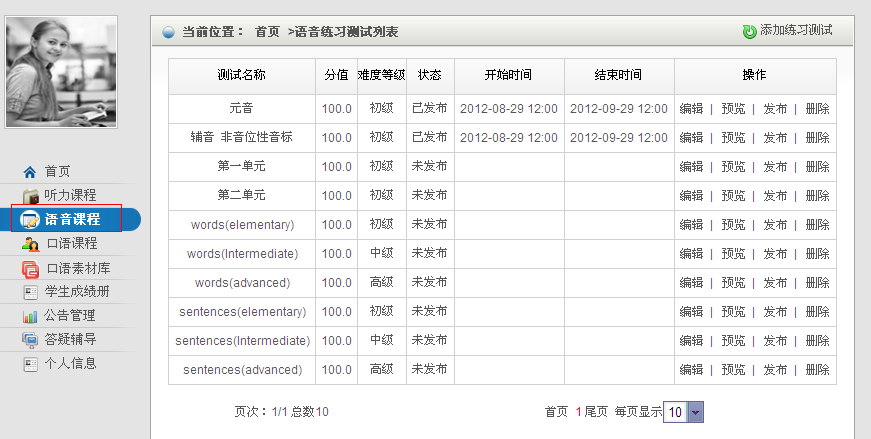 当前位置： 首页 >语音练习测试列表
添加练习测试
首页
听力课程
语音课程
口语课程
口语素材库
学生成绩册
公告管理
答疑辅导
个人信息
测试名称 分值 难度等级 状态 开始时间 结束时间 操作
元音 100.0 初级 已发布 2012-08-29 12:00 2012-09-29 12:00 编辑 | 预览 | 发布 | 删除
辅音 非音位性音标 100.0 初级 已发布 2012-08-29 12:00 2012-09-29 12:00 编辑 | 预览 | 发布 | 删除
第一单元 100.0 初级 未发布 编辑 | 预览 | 发布 | 删除
第二单元 100.0 初级 未发布 编辑 | 预览 | 发布 | 删除
words(elementary) 100.0 初级 未发布 编辑 | 预览 | 发布 | 删除
words(Intermediate) 100.0 中级 未发布 编辑 | 预览 | 发布 | 删除
words(advanced) 100.0 高级 未发布 编辑 | 预览 | 发布 | 删除
sentences(elementary) 100.0 初级 未发布 编辑 | 预览 | 发布 | 删除
sentences(Intermediate) 100.0 中级 未发布 编辑 | 预览 | 发布 | 删除
sentences(advanced) 100.0 高级 未发布 编辑 | 预览 | 发布 | 删除
页次：1/1 总数10 首页 1 尾页 每页显示 10